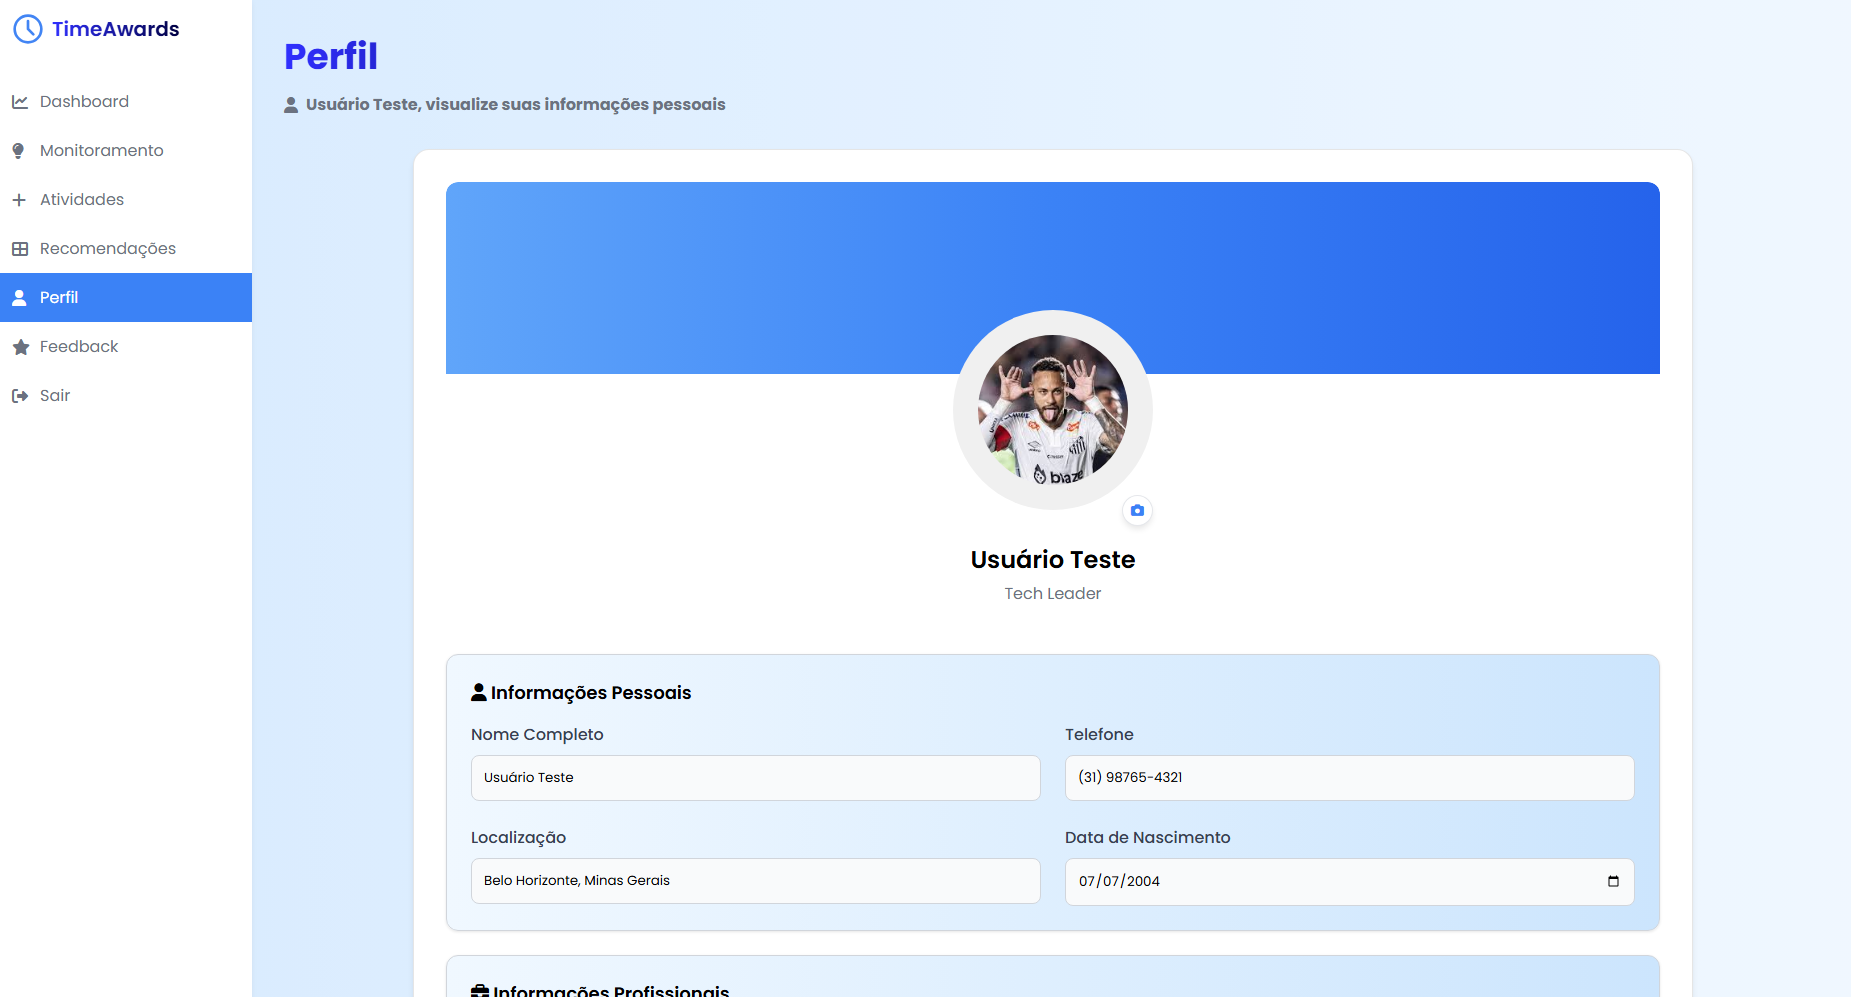 TimeAwards
Dashboard
Monitoramento
Atividades
Recomendações
Perfil
Feedback
Sair
Perfil
Usuário Teste, visualize suas informações pessoais
blaze
Usuário Teste
Tech Leader
Informações Pessoais
Nome Completo
Telefone
Usuário Teste
(31) 98765-4321
Localização
Data de Nascimento
Belo Horizonte, Minas Gerais
07/07/2004
Informações Profissionais